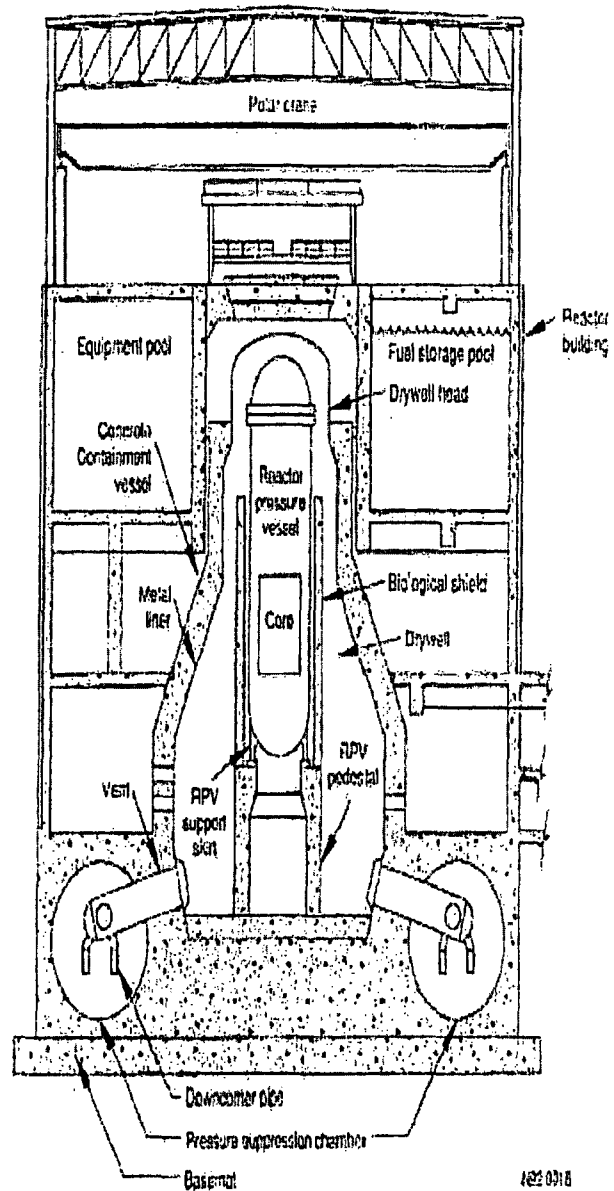 Polar crane
Equipment pool
Fuel storage pool
Reactor
building
Drywell head
Concrete
Containment
vessel
Reactor
pressure
vessel
Metal
liner
Core
Biological shield
Drywell
Vent
RPV
support
skirt
RPV
pedestal
Downcomer pipe
Pressure suppression chamber
Basemat